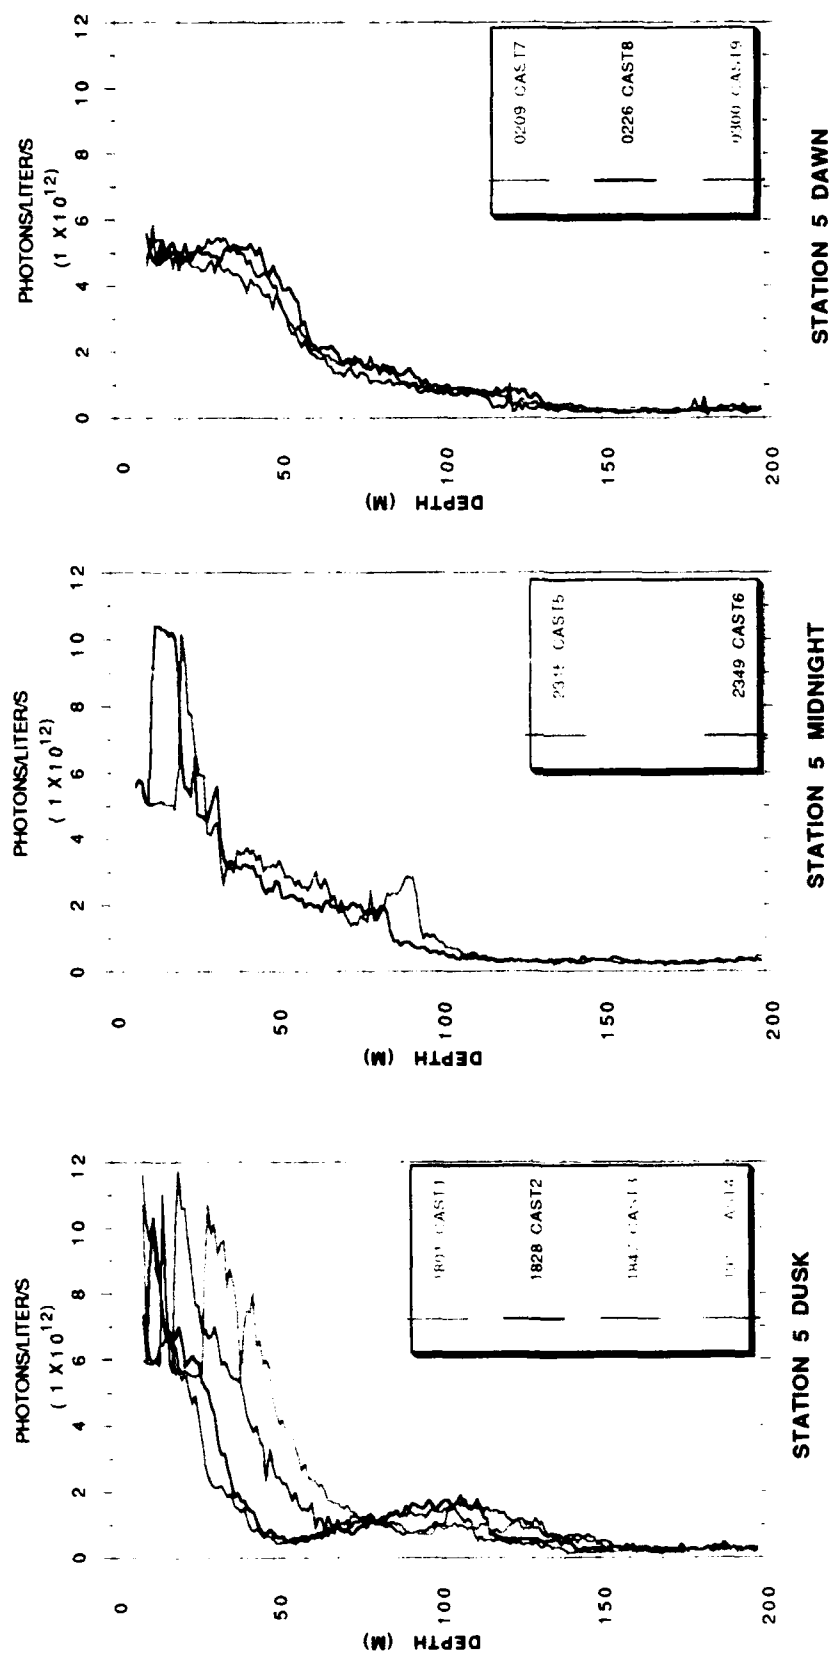 PHOTONS/LITER/S
(1 X10^12)
0 2 4 6 8 10 12
DEPTH (M)
0
50
100
150
200
1828 CAST2
STATION 5 DUSK
PHOTONS/LITER/S
(1 X10^12)
0 2 4 6 8 10 12
DEPTH (M)
0
50
100
150
200
CAST5
2349 CAST6
STATION 5 MIDNIGHT
PHOTONS/LITER/S
(1 X10^12)
0 2 4 6 8 10 12
DEPTH (M)
0
50
100
150
200
0209 CAST7
0226 CAST8
0300 CAST9
STATION 5 DAWN